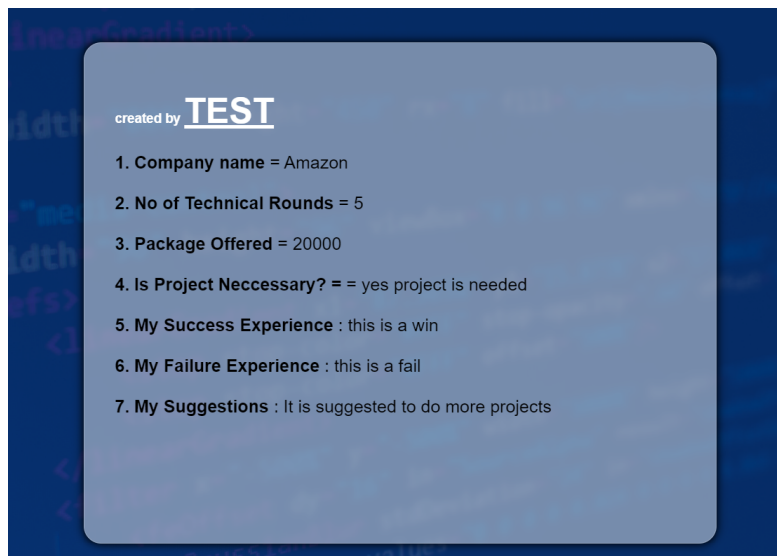 inearGradient>
created by TEST
1. Company name = Amazon
2. No of Technical Rounds = 5
3. Package Offered = 20000
4. Is Project Neccessary? = = yes project is needed
5. My Success Experience : this is a win
6. My Failure Experience : this is a fail
7. My Suggestions : It is suggested to do more projects